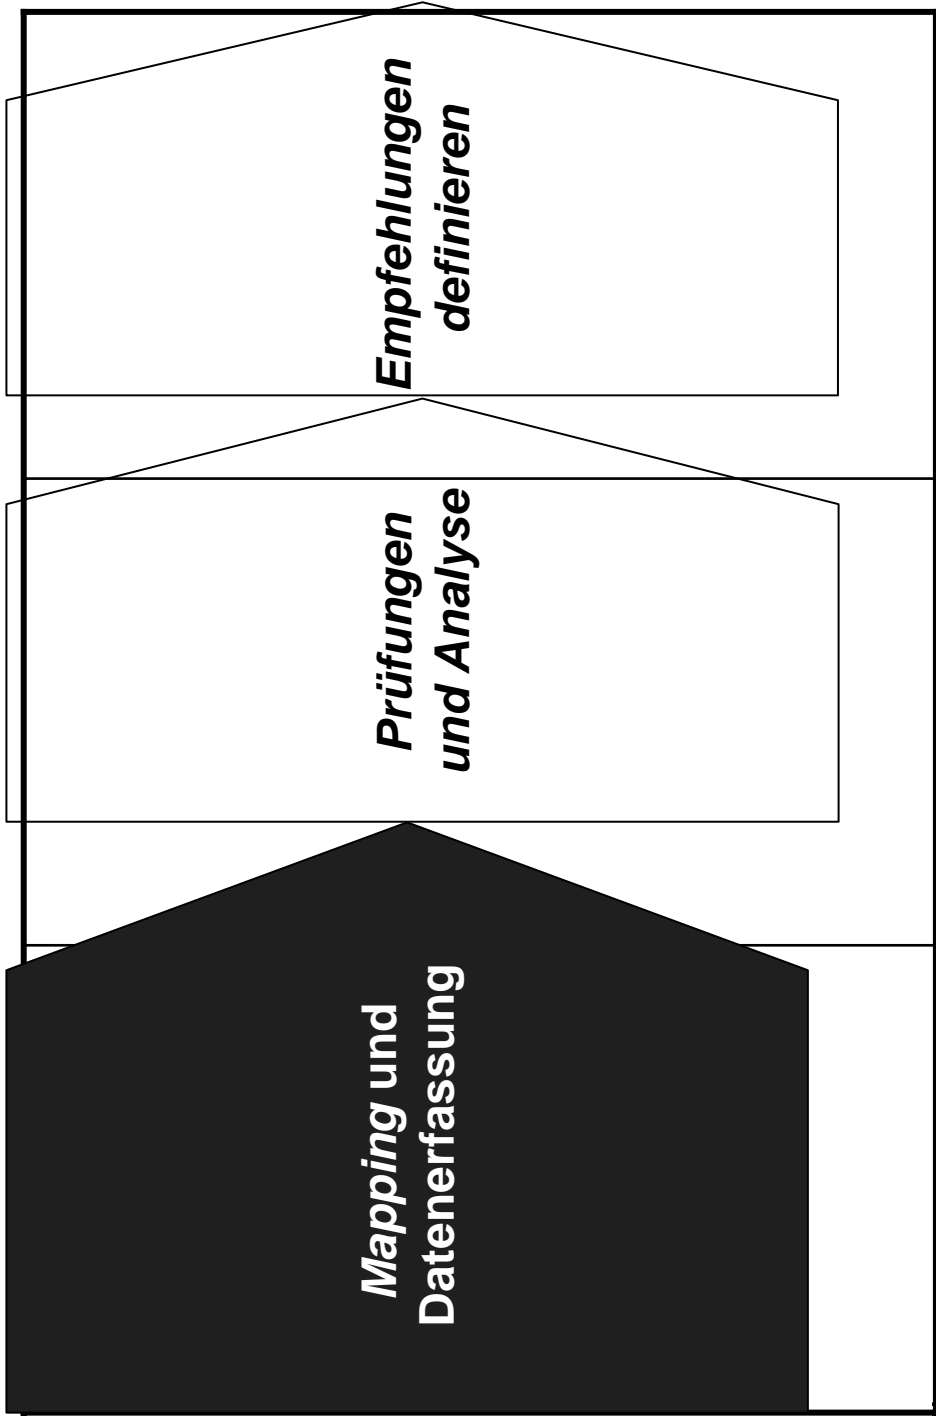 Mapping und
Datenerfassung
Prüfungen
und Analyse
Empfehlungen
definieren